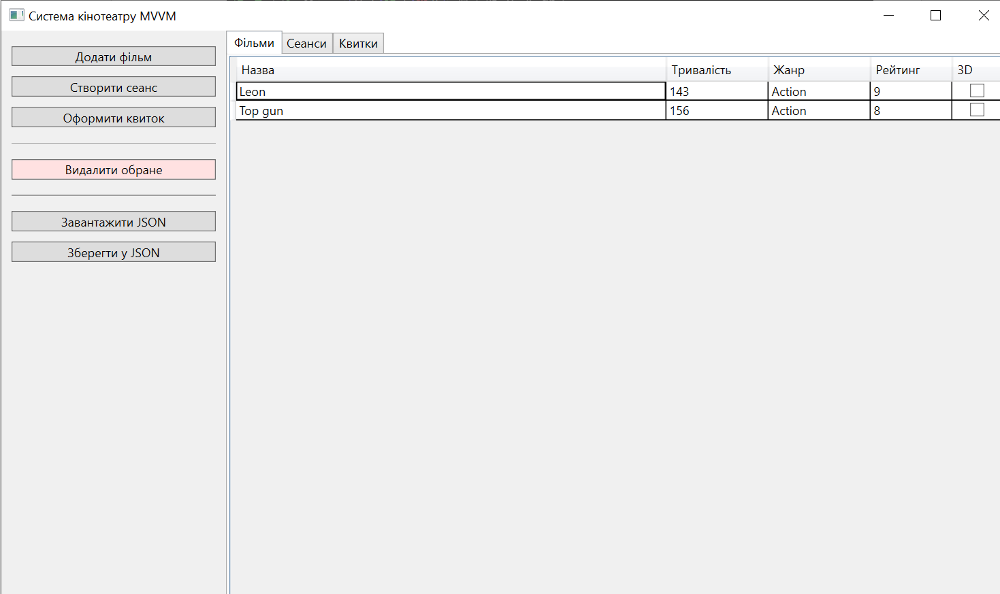 Система кінотеатру MVVM
Додати фільм
Створити сеанс
Оформити квиток
Видалити обране
Завантажити JSON
Зберегти у JSON
Фільми Сеанси Квитки
Назва Тривалість Жанр Рейтинг 3D
Leon 143 Action 9
Top gun 156 Action 8